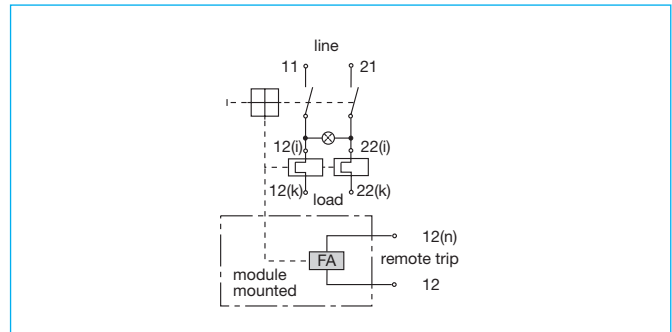 line
11 21
12(i) 22(i)
12(k) 22(k)
load
12(n)
FA remote trip
module
mounted
12